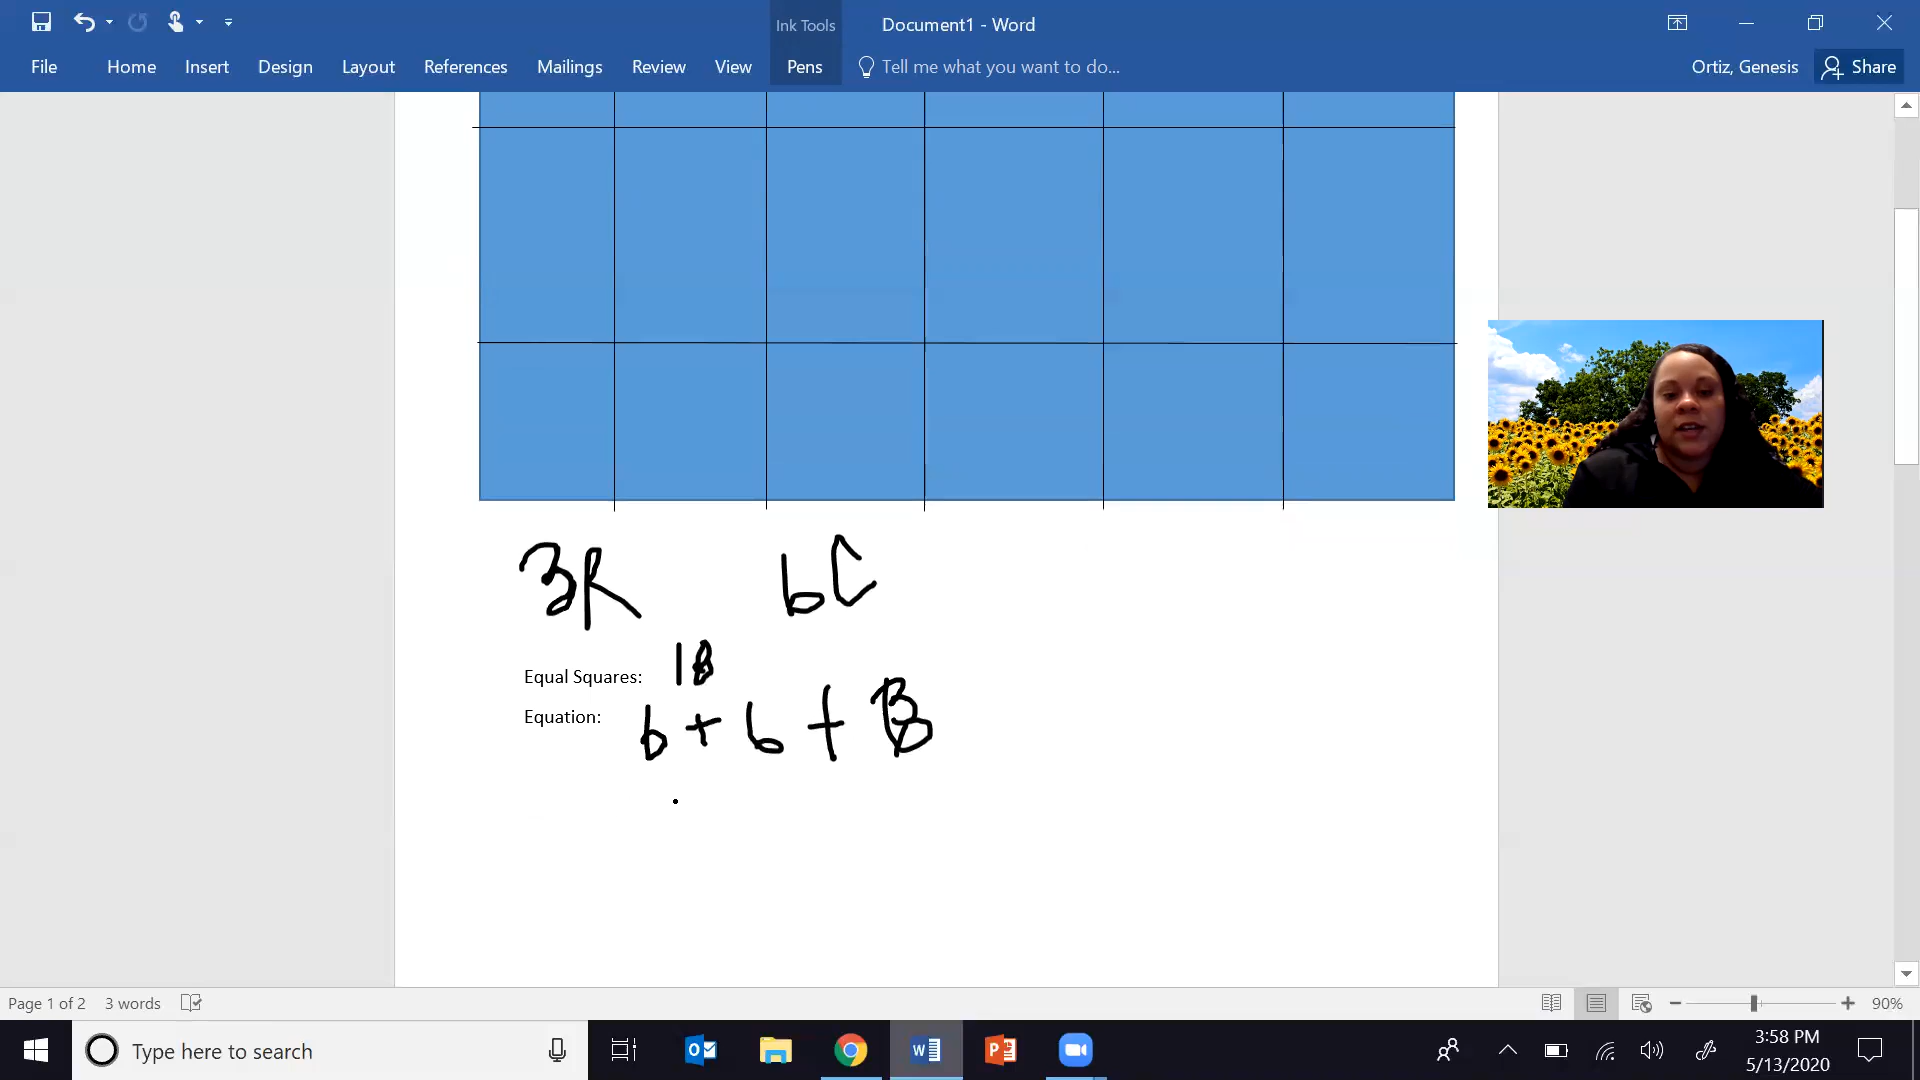 Ink Tools
Document1 - Word
File Home Insert Design Layout References Mailings Review View Pens Tell me what you want to do... Ortiz, Genesis Share
3R 6C
Equal Squares: 18
Equation: 6 + 6 +
Page 1 of 2 3 words 90%
Type here to search
3:58 PM
5/13/2020